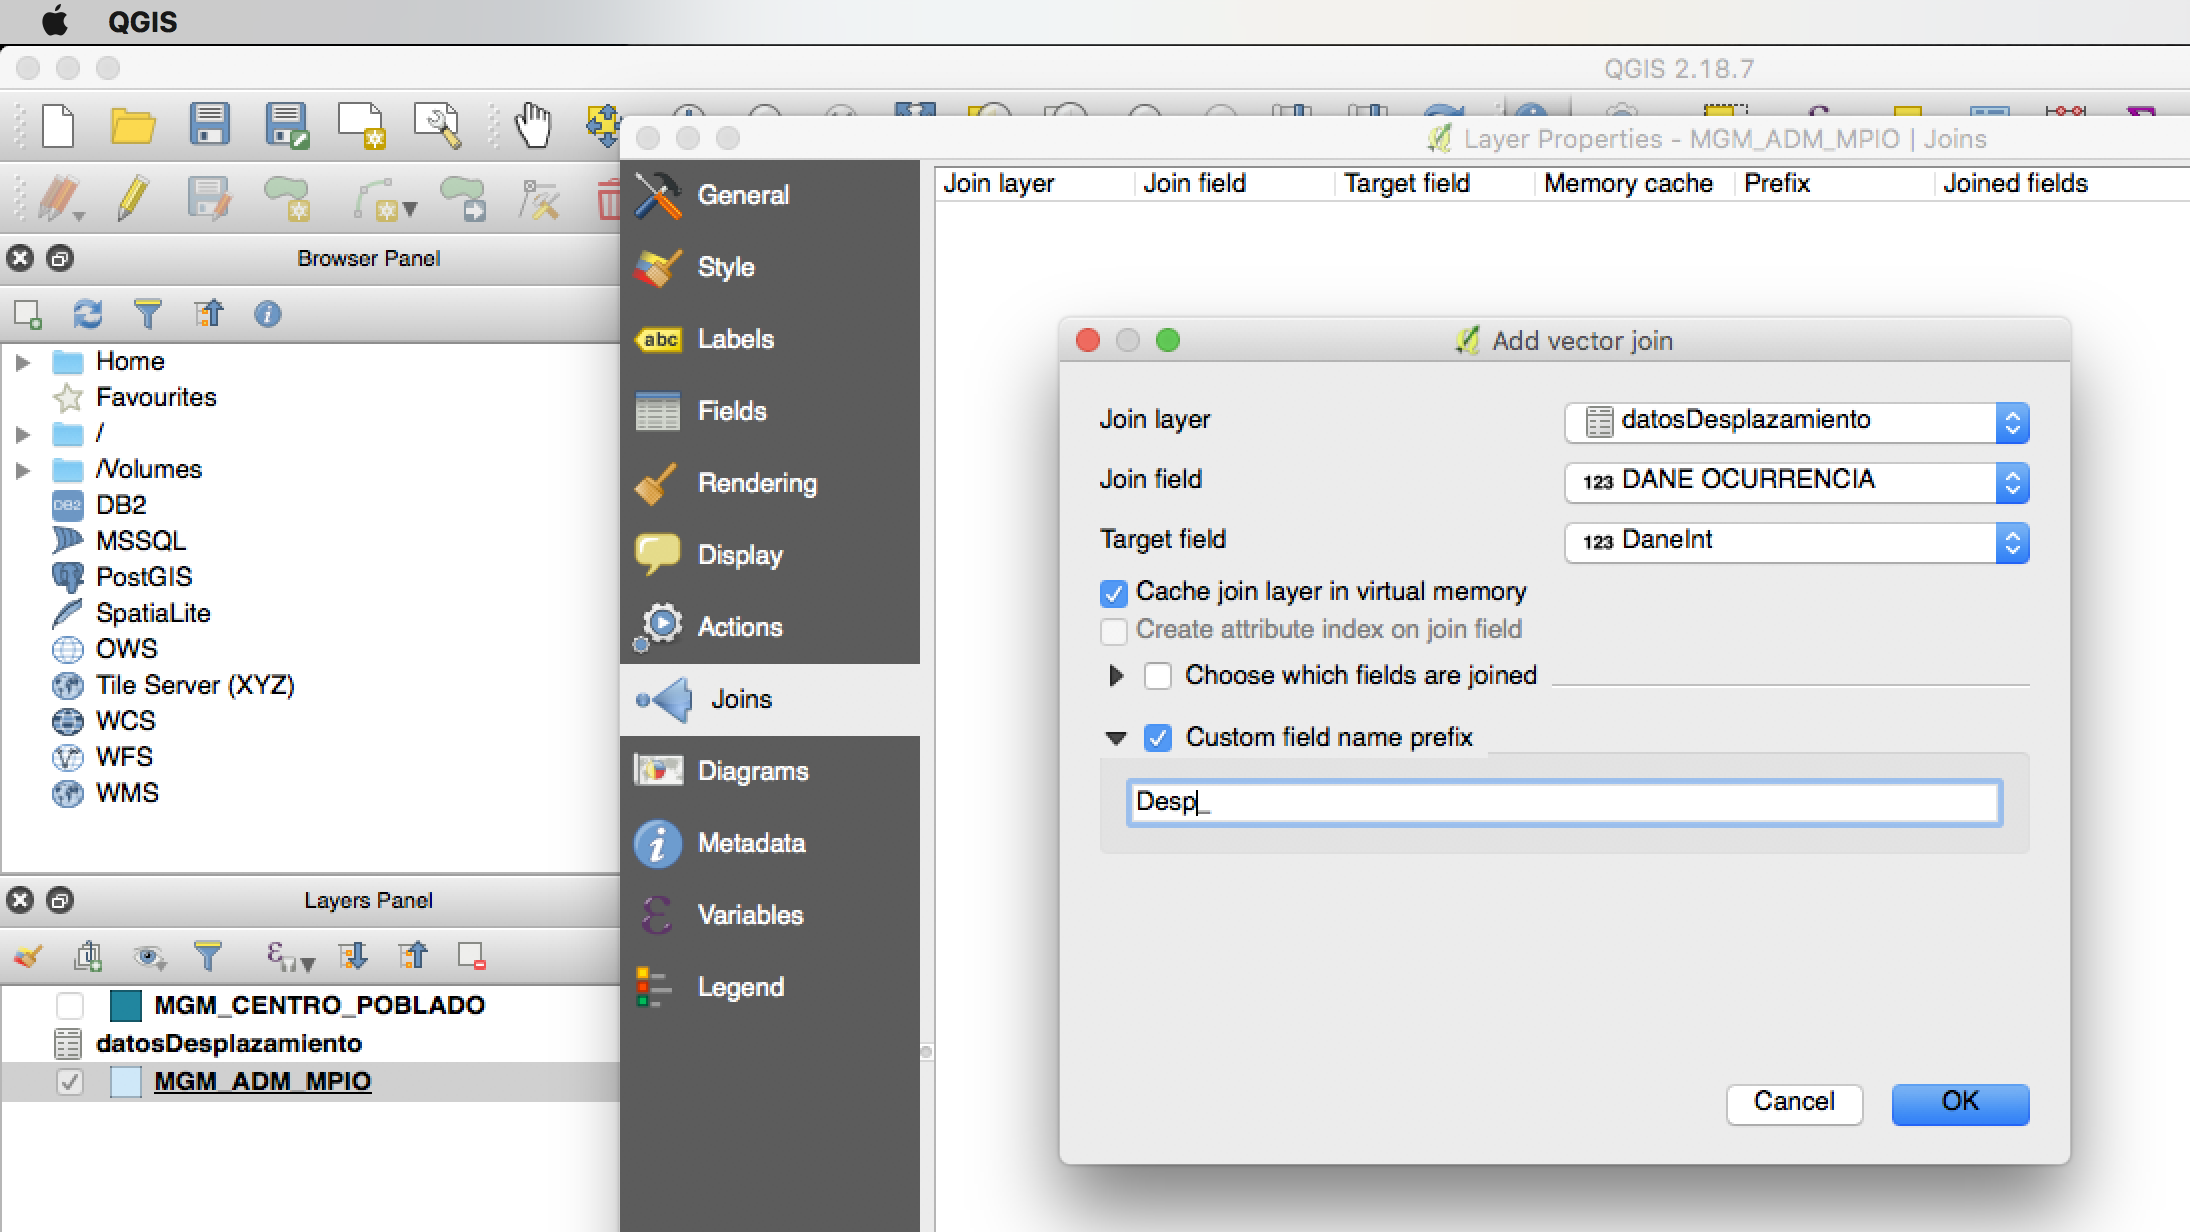 QGIS
QGIS 2.18.7
Layer Properties - MGM_ADM_MPIO | Joins
Browser Panel
Home
Favourites
/
/Volumes
DB2
DB2
MSSQL
PostGIS
SpatiaLite
OWS
Tile Server (XYZ)
WCS
WFS
WMS
Layers Panel
MGM_CENTRO_POBLADO
datosDesplazamiento
MGM_ADM_MPIO
General
Style
abc Labels
Fields
Rendering
Display
Actions
Joins
Diagrams
Metadata
Variables
Legend
Join layer Join field Target field Memory cache Prefix Joined fields
Add vector join
Join layer datosDesplazamiento
Join field 123 DANE OCURRENCIA
Target field 123 DaneInt
Cache join layer in virtual memory
Create attribute index on join field
Choose which fields are joined
Custom field name prefix
Desp_
Cancel OK